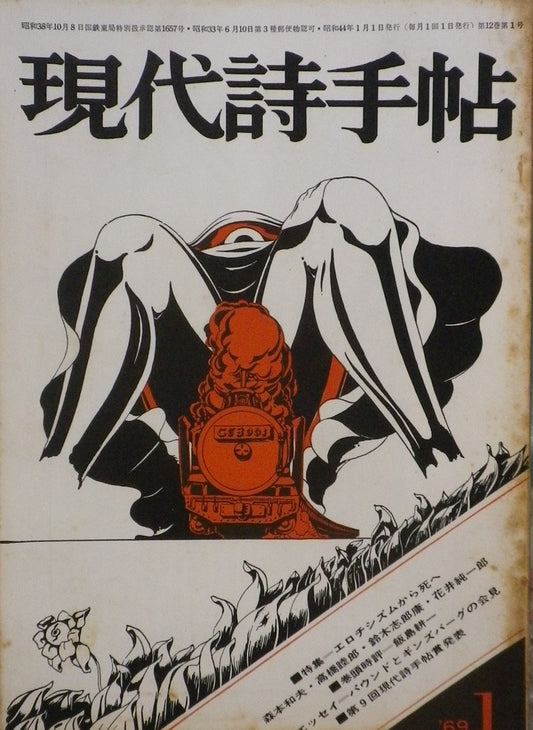 昭和38年10月8日国鉄東局特別扱承認第1657号・昭和33年6月10日第3種郵便物認可・昭和44年1月1日発行（毎月1回1日発行）第12巻第1号
現代詩手帖
C58001
■特集―エロチシズムから死へ
森本和夫・高橋睦郎・鈴木志郎康・花井純一郎
■巻頭時評―飯島耕一
エッセイ―パウンドとギンズバーグの会見
■第9回現代詩手帖賞発表
'69 1